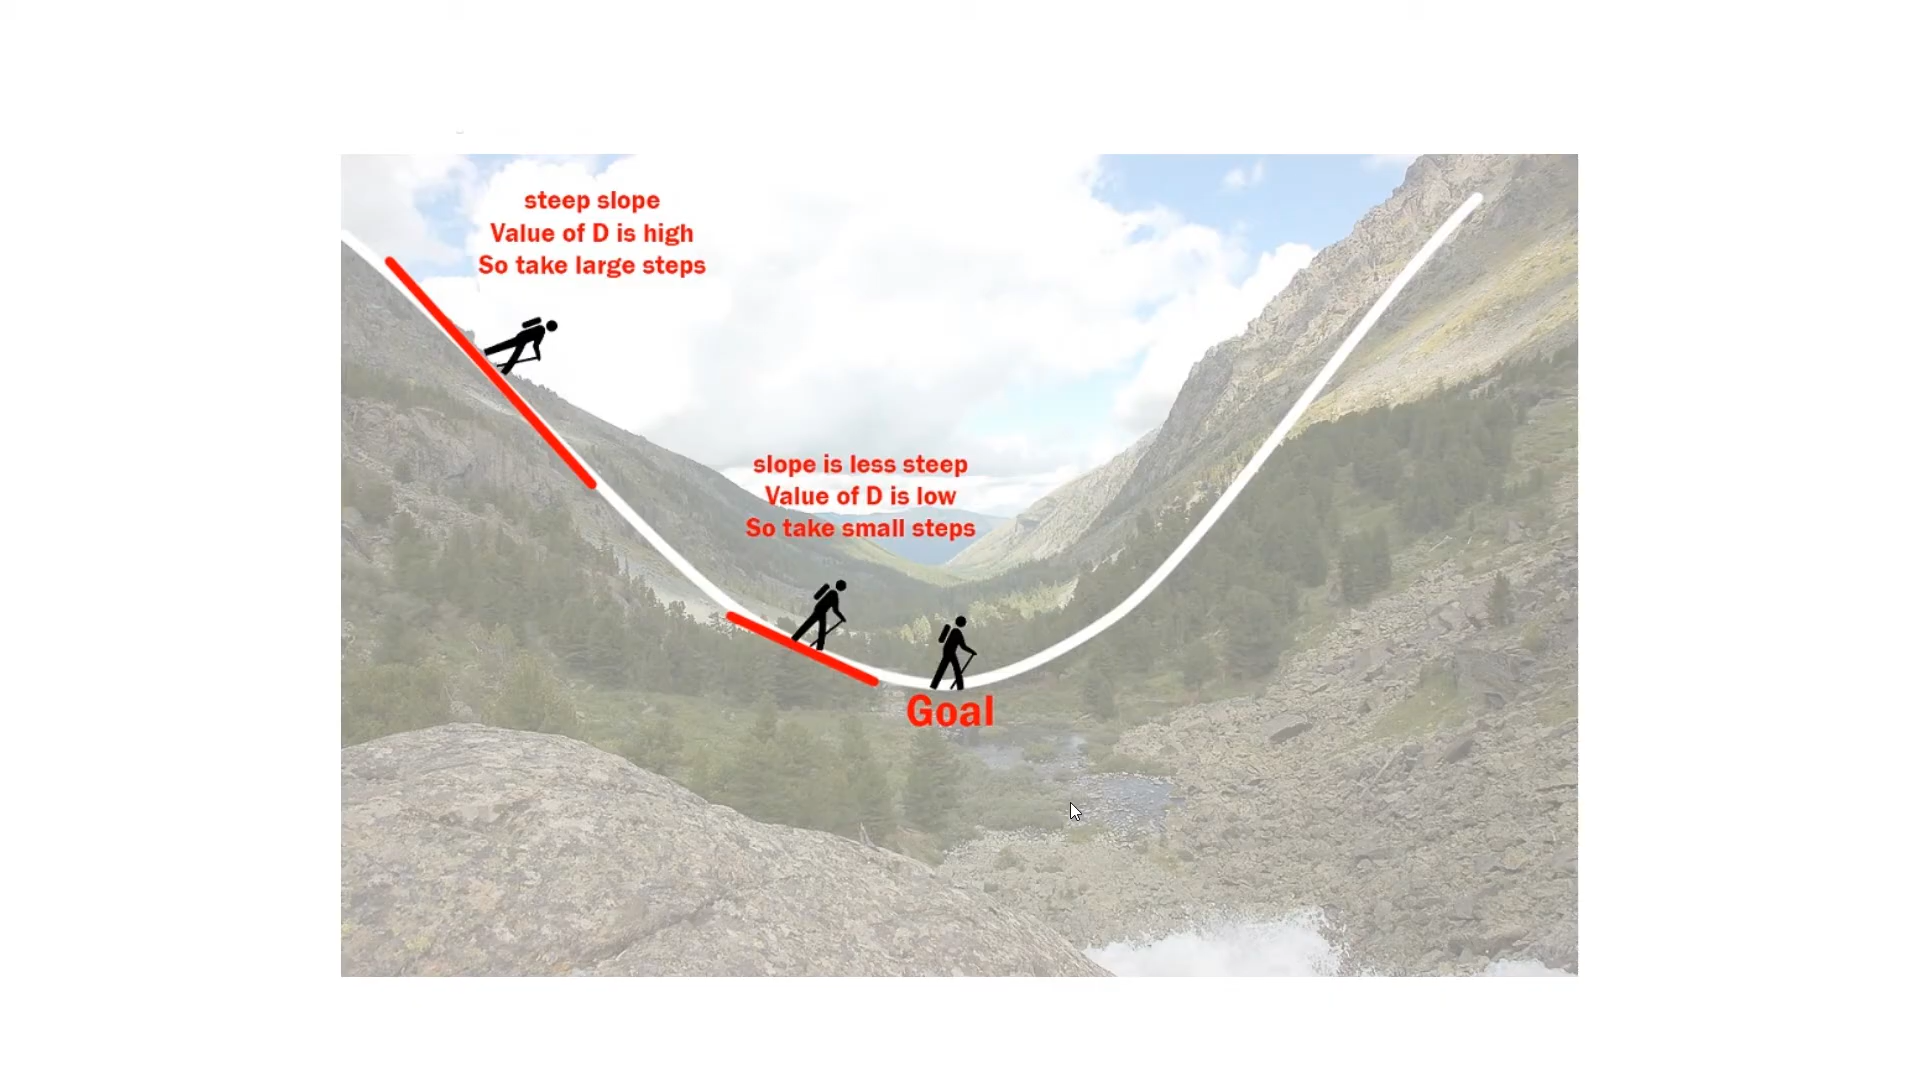 steep slope
Value of D is high
So take large steps
slope is less steep
Value of D is low
So take small steps
Goal